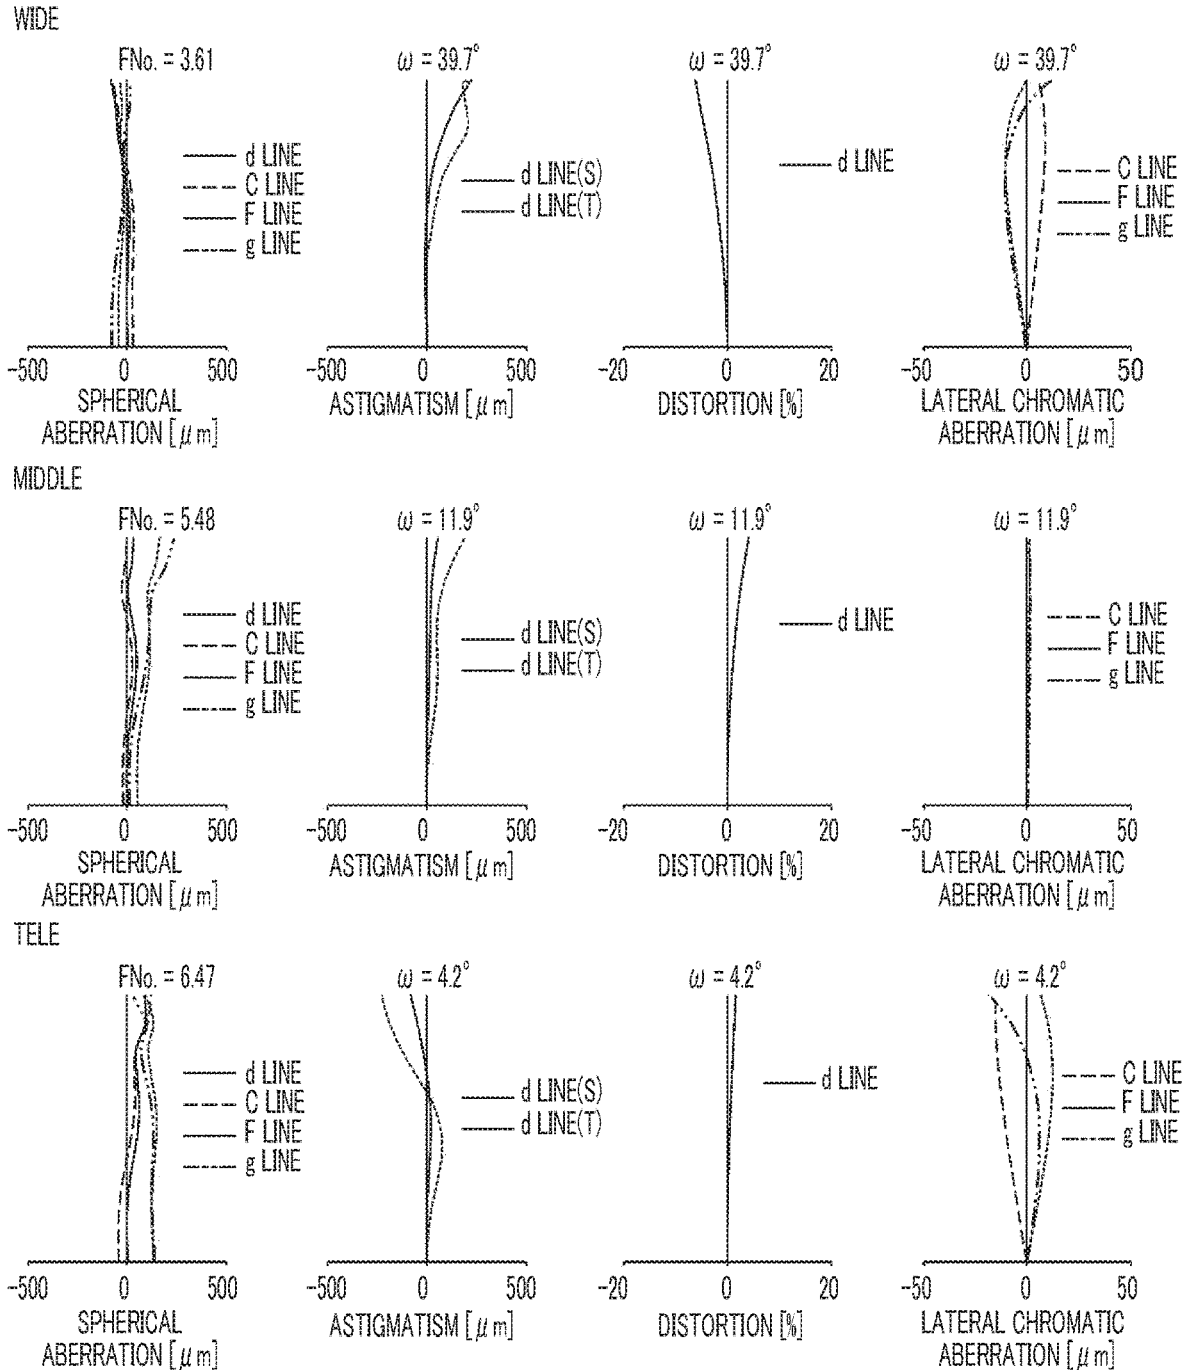 WIDE
FNo. = 3.61
ω = 39.7°
ω = 39.7°
ω = 39.7°
d LINE
C LINE
F LINE
g LINE
d LINE(S)
d LINE(T)
d LINE
C LINE
F LINE
g LINE
-500 0 500
-500 0 500
-20 0 20
-50 0 50
SPHERICAL
ABERRATION [μm]
ASTIGMATISM [μm]
DISTORTION [%]
LATERAL CHROMATIC
ABERRATION [μm]
MIDDLE
FNo. = 5.48
ω = 11.9°
ω = 11.9°
ω = 11.9°
d LINE
C LINE
F LINE
g LINE
d LINE(S)
d LINE(T)
d LINE
C LINE
F LINE
g LINE
-500 0 500
-500 0 500
-20 0 20
-50 0 50
SPHERICAL
ABERRATION [μm]
ASTIGMATISM [μm]
DISTORTION [%]
LATERAL CHROMATIC
ABERRATION [μm]
TELE
FNo. = 6.47
ω = 4.2°
ω = 4.2°
ω = 4.2°
d LINE
C LINE
F LINE
g LINE
d LINE(S)
d LINE(T)
d LINE
C LINE
F LINE
g LINE
-500 0 500
-500 0 500
-20 0 20
-50 0 50
SPHERICAL
ABERRATION [μm]
ASTIGMATISM [μm]
DISTORTION [%]
LATERAL CHROMATIC
ABERRATION [μm]